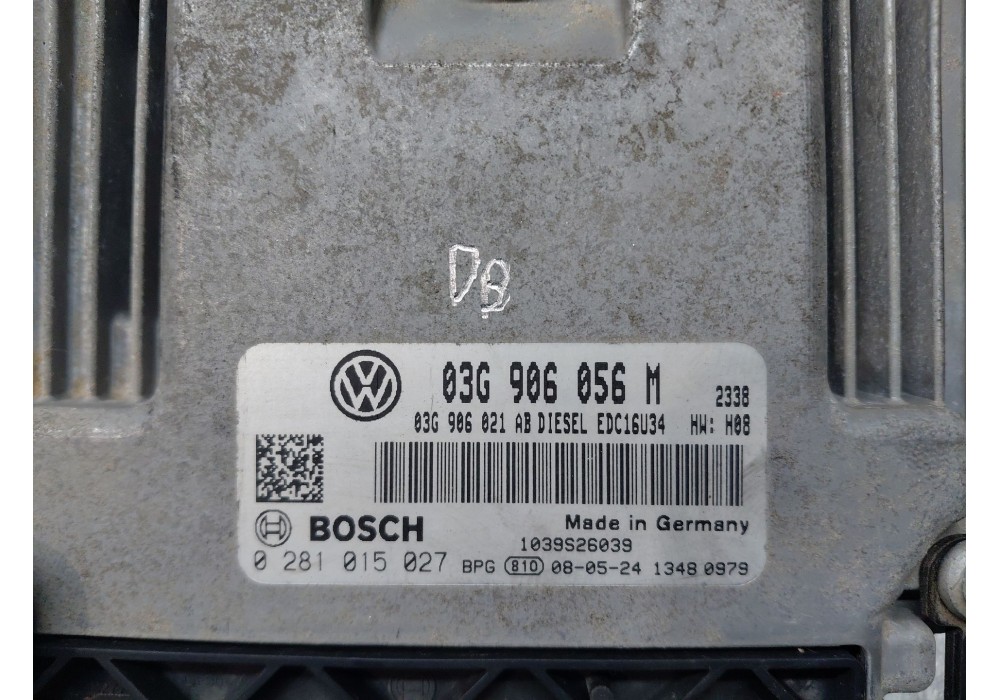 DB
03G 906 056 M 2338
03G 906 021 AB DIESEL EDC16U34 HW: H08
BOSCH Made in Germany
1039S26039
0 281 015 027 BPG 810 08-05-24 1348 0979